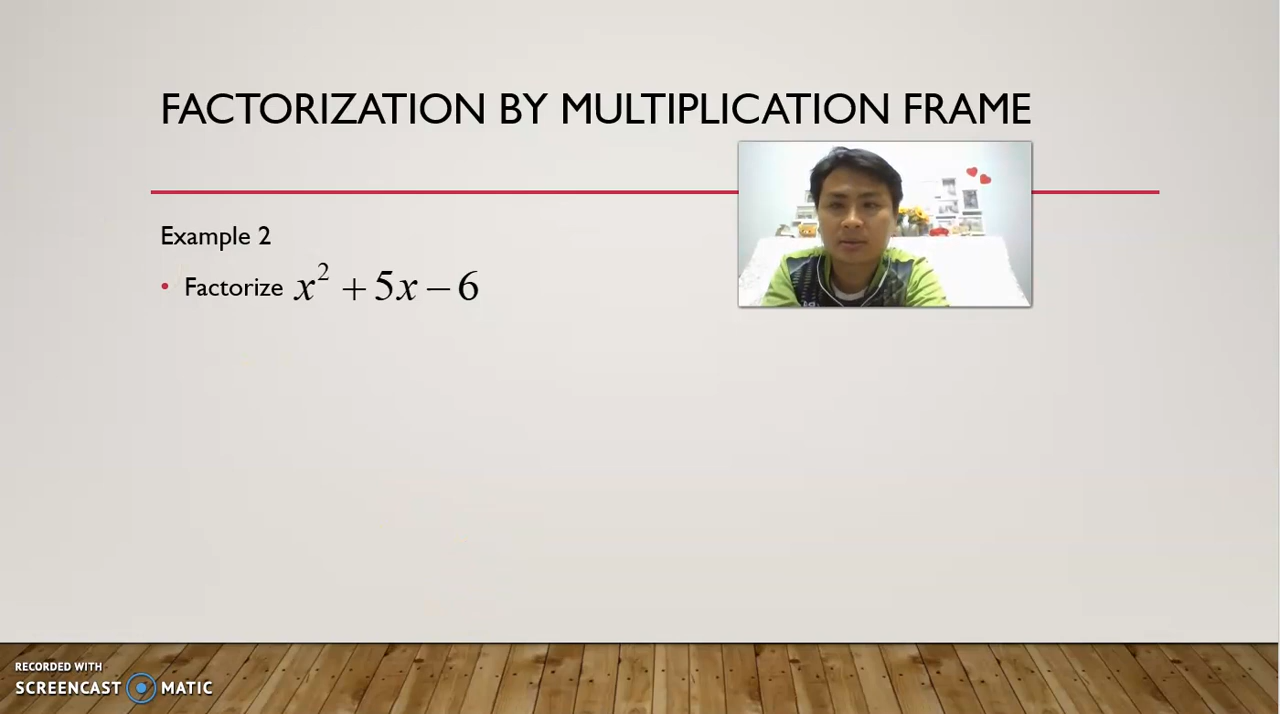 FACTORIZATION BY MULTIPLICATION FRAME
Example 2
• Factorize x² + 5x − 6
RECORDED WITH
SCREENCAST MATIC